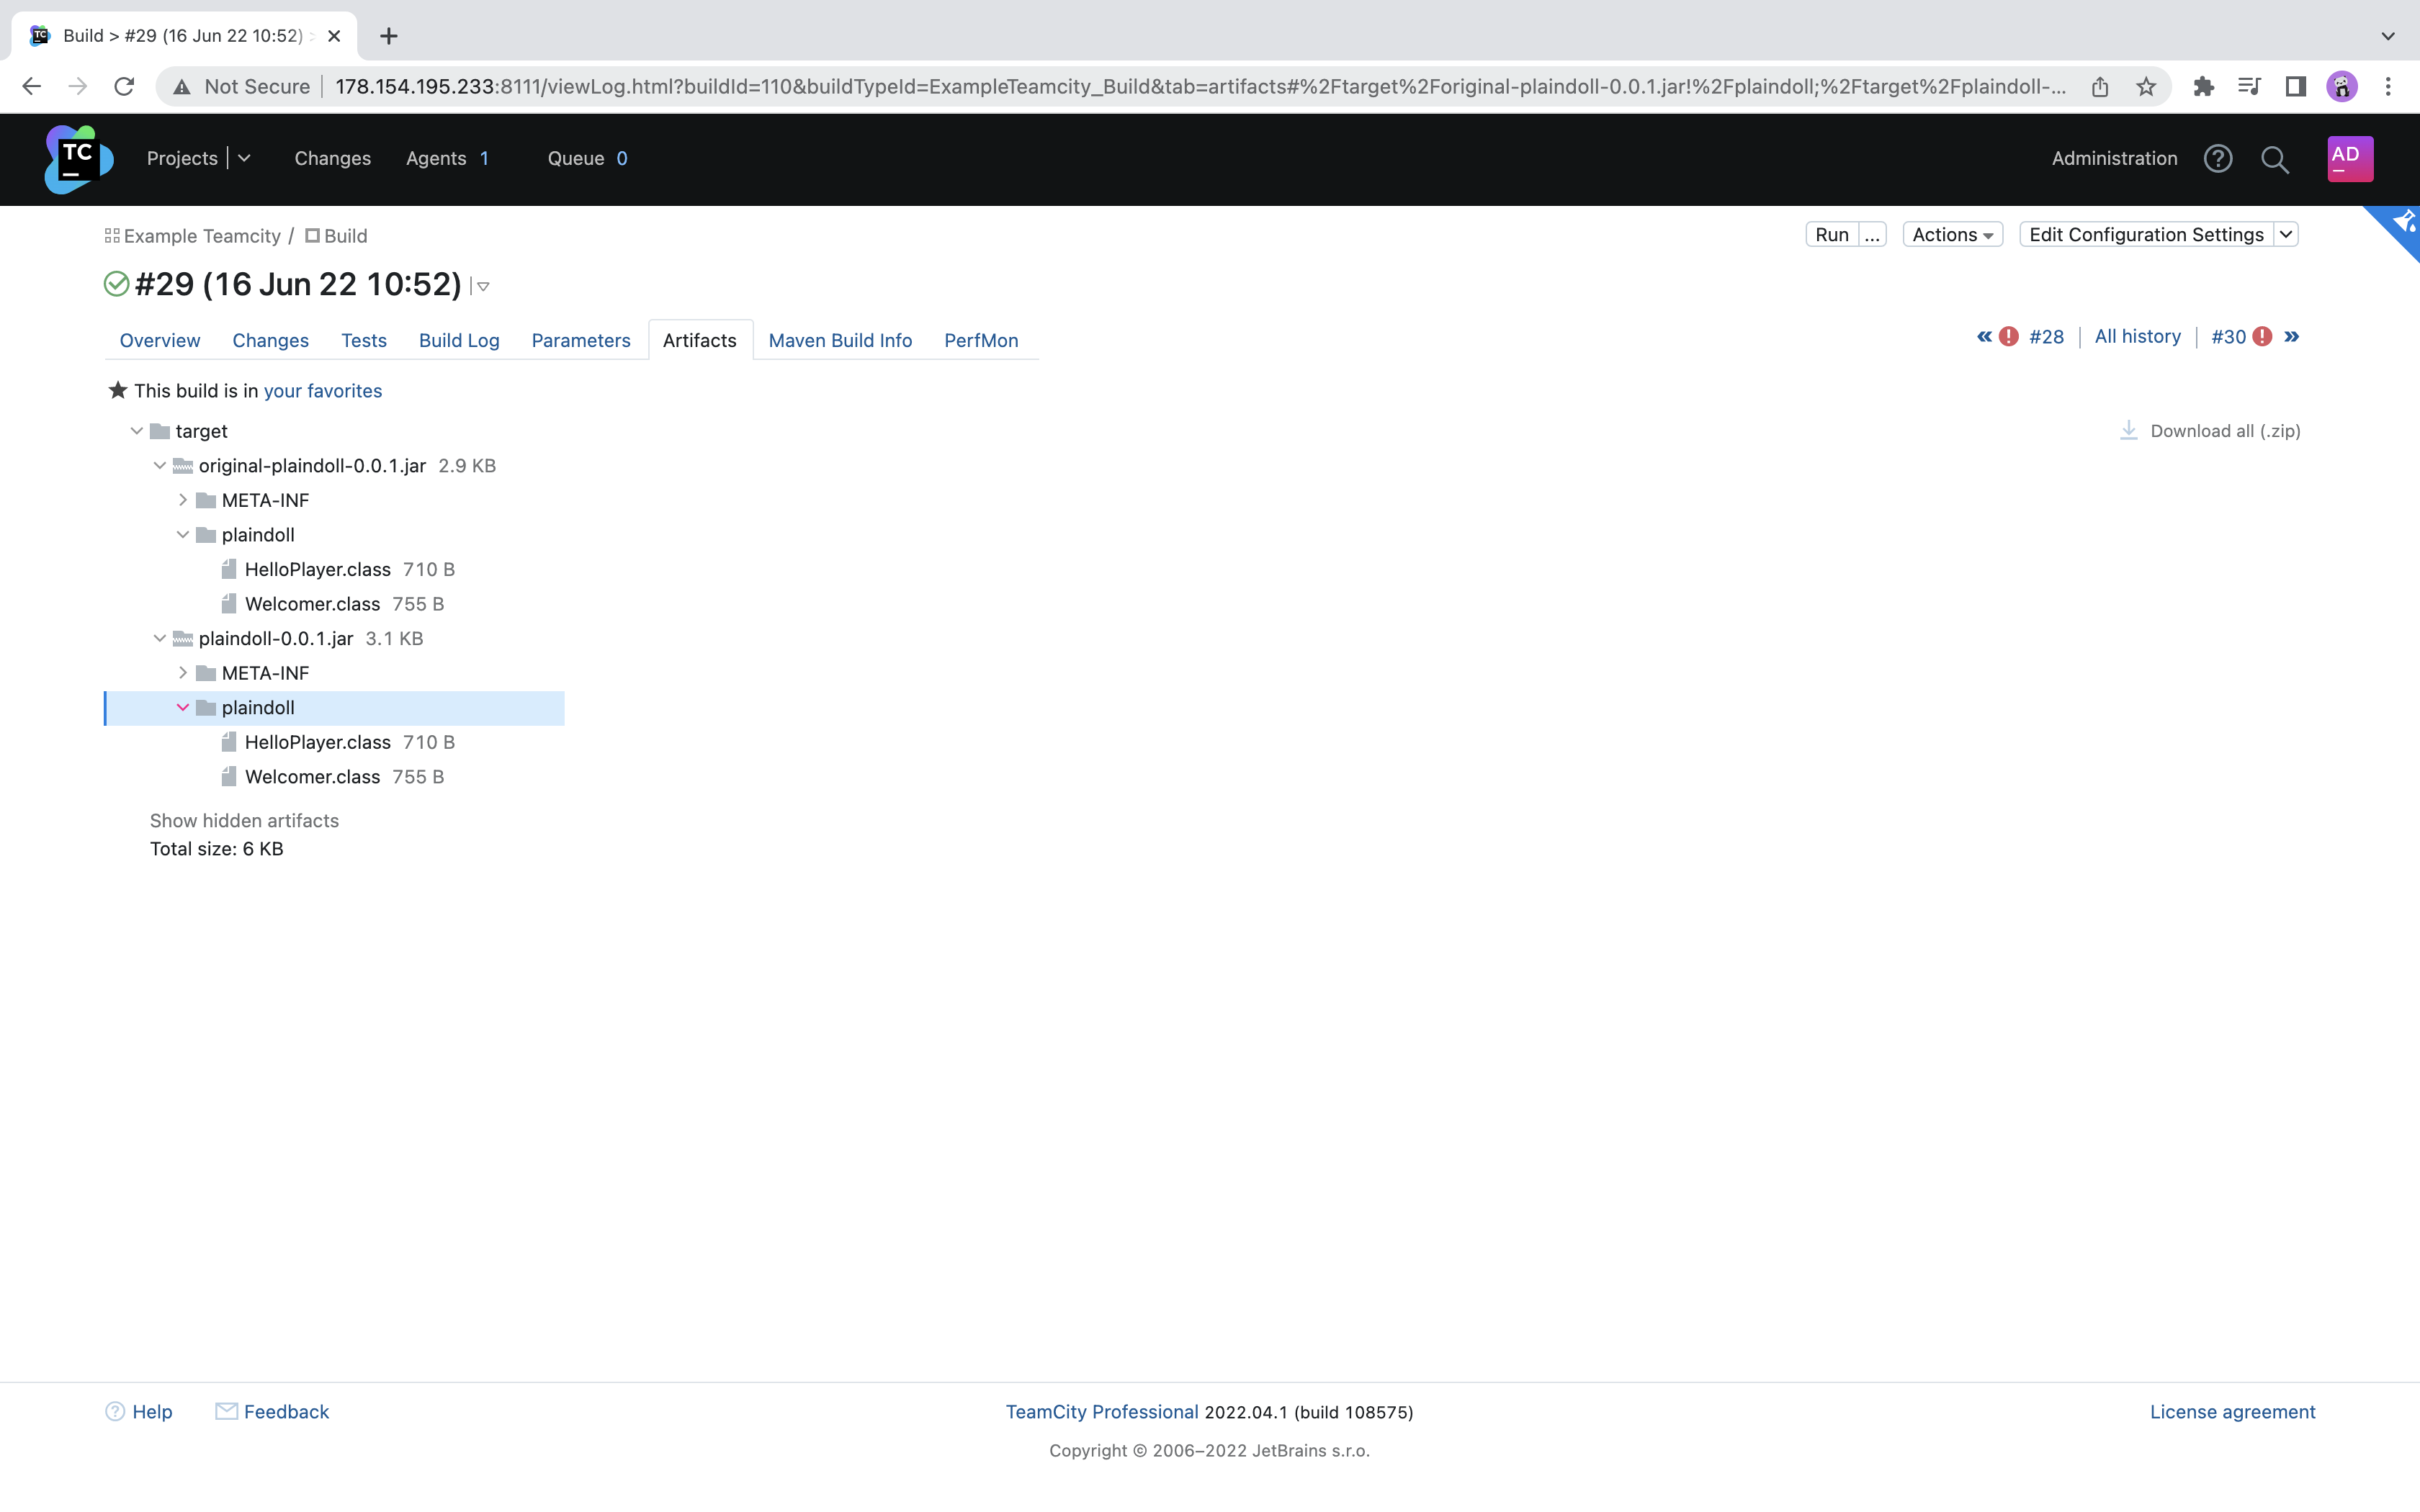 Build > #29 (16 Jun 22 10:52)
Not Secure 178.154.195.233:8111/viewLog.html?buildId=110&buildTypeId=ExampleTeamcity_Build&tab=artifacts#%2Ftarget%2Foriginal-plaindoll-0.0.1.jar!%2Fplaindoll;%2Ftarget%2Fplaindoll-...
TC Projects Changes Agents 1 Queue 0 Administration AD
Example Teamcity / Build Run ... Actions Edit Configuration Settings
#29 (16 Jun 22 10:52)
Overview Changes Tests Build Log Parameters Artifacts Maven Build Info PerfMon « #28 | All history | #30 »
This build is in your favorites
target Download all (.zip)
original-plaindoll-0.0.1.jar 2.9 KB
META-INF
plaindoll
HelloPlayer.class 710 B
Welcomer.class 755 B
plaindoll-0.0.1.jar 3.1 KB
META-INF
plaindoll
HelloPlayer.class 710 B
Welcomer.class 755 B
Show hidden artifacts
Total size: 6 KB
Help Feedback TeamCity Professional 2022.04.1 (build 108575) License agreement
Copyright © 2006–2022 JetBrains s.r.o.